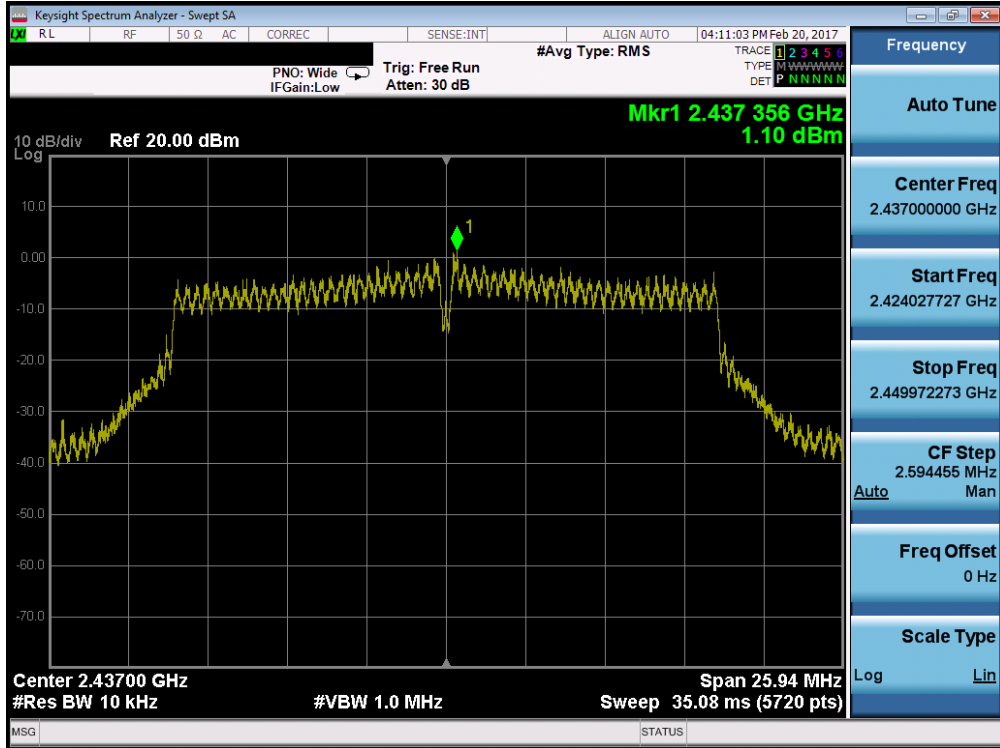 Keysight Spectrum Analyzer - Swept SA
LXI RL RF 50 Ω AC CORREC SENSE:INT ALIGN AUTO 04:11:03 PM Feb 20, 2017
#Avg Type: RMS
TRACE 1 2 3 4 5 6
TYPE M WWWWW
DET P N N N N N
PNO: Wide
IFGain:Low
Trig: Free Run
Atten: 30 dB
Mkr1 2.437 356 GHz
1.10 dBm
10 dB/div Ref 20.00 dBm
Log
1
10.0
0.00
-10.0
-20.0
-30.0
-40.0
-50.0
-60.0
-70.0
Center 2.43700 GHz
Span 25.94 MHz
#Res BW 10 kHz
#VBW 1.0 MHz
Sweep 35.08 ms (5720 pts)
MSG
STATUS
Frequency
Auto Tune
Center Freq
2.437000000 GHz
Start Freq
2.424027727 GHz
Stop Freq
2.449972273 GHz
CF Step
2.594455 MHz
Auto Man
Freq Offset
0 Hz
Scale Type
Log Lin